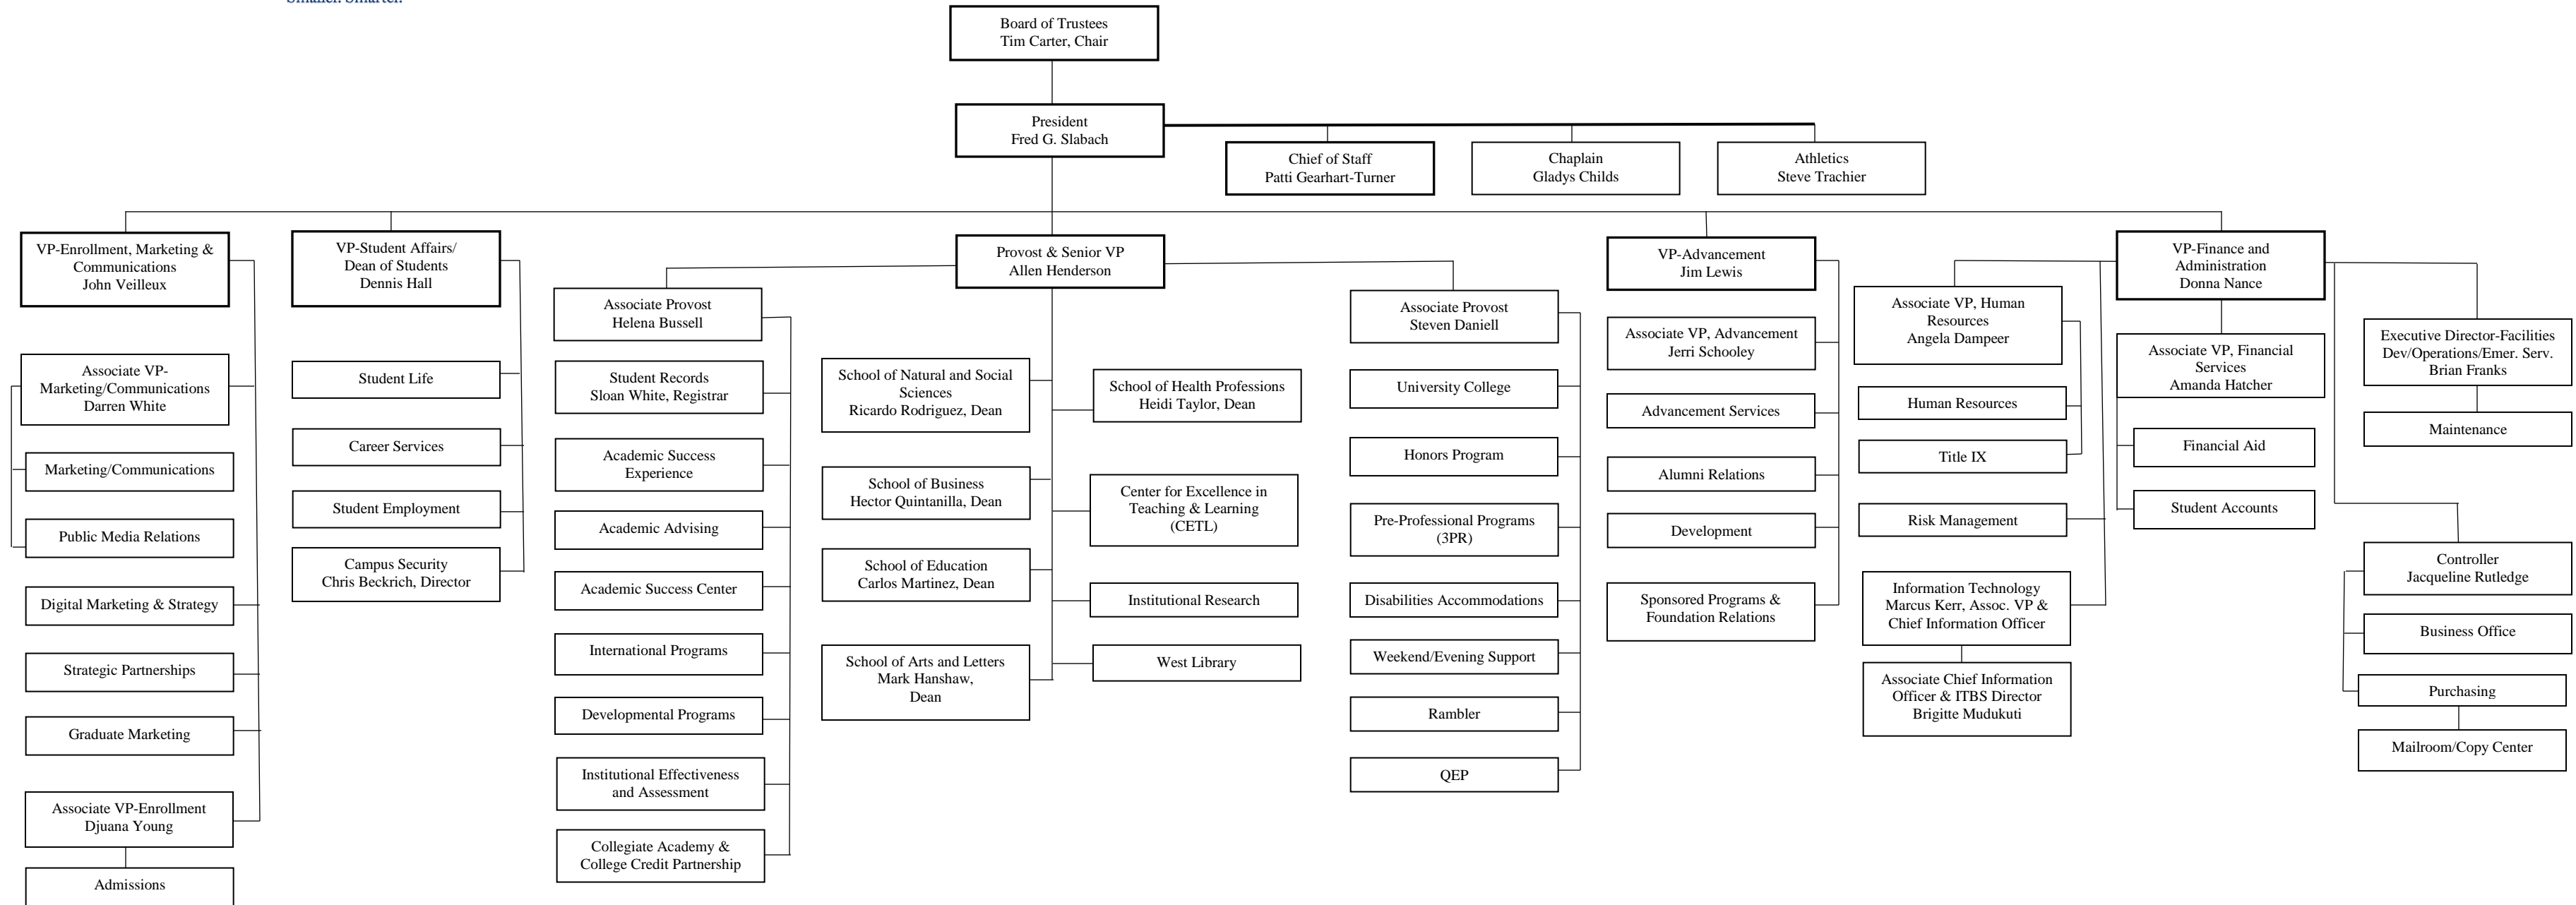 Smaller. Smarter.
Board of Trustees
Tim Carter, Chair
President
Fred G. Slabach
Chief of Staff
Patti Gearhart-Turner
Chaplain
Gladys Childs
Athletics
Steve Trachier
VP-Enrollment, Marketing &
Communications
John Veilleux
Associate VP-
Marketing/Communications
Darren White
Marketing/Communications
Public Media Relations
Digital Marketing & Strategy
Strategic Partnerships
Graduate Marketing
Associate VP-Enrollment
Djuana Young
Admissions
VP-Student Affairs/
Dean of Students
Dennis Hall
Student Life
Career Services
Student Employment
Campus Security
Chris Beckrich, Director
Provost & Senior VP
Allen Henderson
Associate Provost
Helena Bussell
Student Records
Sloan White, Registrar
Academic Success
Experience
Academic Advising
Academic Success Center
International Programs
Developmental Programs
Institutional Effectiveness
and Assessment
Collegiate Academy &
College Credit Partnership
School of Natural and Social
Sciences
Ricardo Rodriguez, Dean
School of Business
Hector Quintanilla, Dean
School of Education
Carlos Martinez, Dean
School of Arts and Letters
Mark Hanshaw,
Dean
School of Health Professions
Heidi Taylor, Dean
Center for Excellence in
Teaching & Learning
(CETL)
Institutional Research
West Library
Associate Provost
Steven Daniell
University College
Honors Program
Pre-Professional Programs
(3PR)
Disabilities Accommodations
Weekend/Evening Support
Rambler
QEP
VP-Advancement
Jim Lewis
Associate VP, Advancement
Jerri Schooley
Advancement Services
Alumni Relations
Development
Sponsored Programs &
Foundation Relations
VP-Finance and
Administration
Donna Nance
Associate VP, Human
Resources
Angela Dampeer
Human Resources
Title IX
Risk Management
Information Technology
Marcus Kerr, Assoc. VP &
Chief Information Officer
Associate Chief Information
Officer & ITBS Director
Brigitte Mudukuti
Associate VP, Financial
Services
Amanda Hatcher
Financial Aid
Student Accounts
Executive Director-Facilities
Dev/Operations/Emer. Serv.
Brian Franks
Maintenance
Controller
Jacqueline Rutledge
Business Office
Purchasing
Mailroom/Copy Center